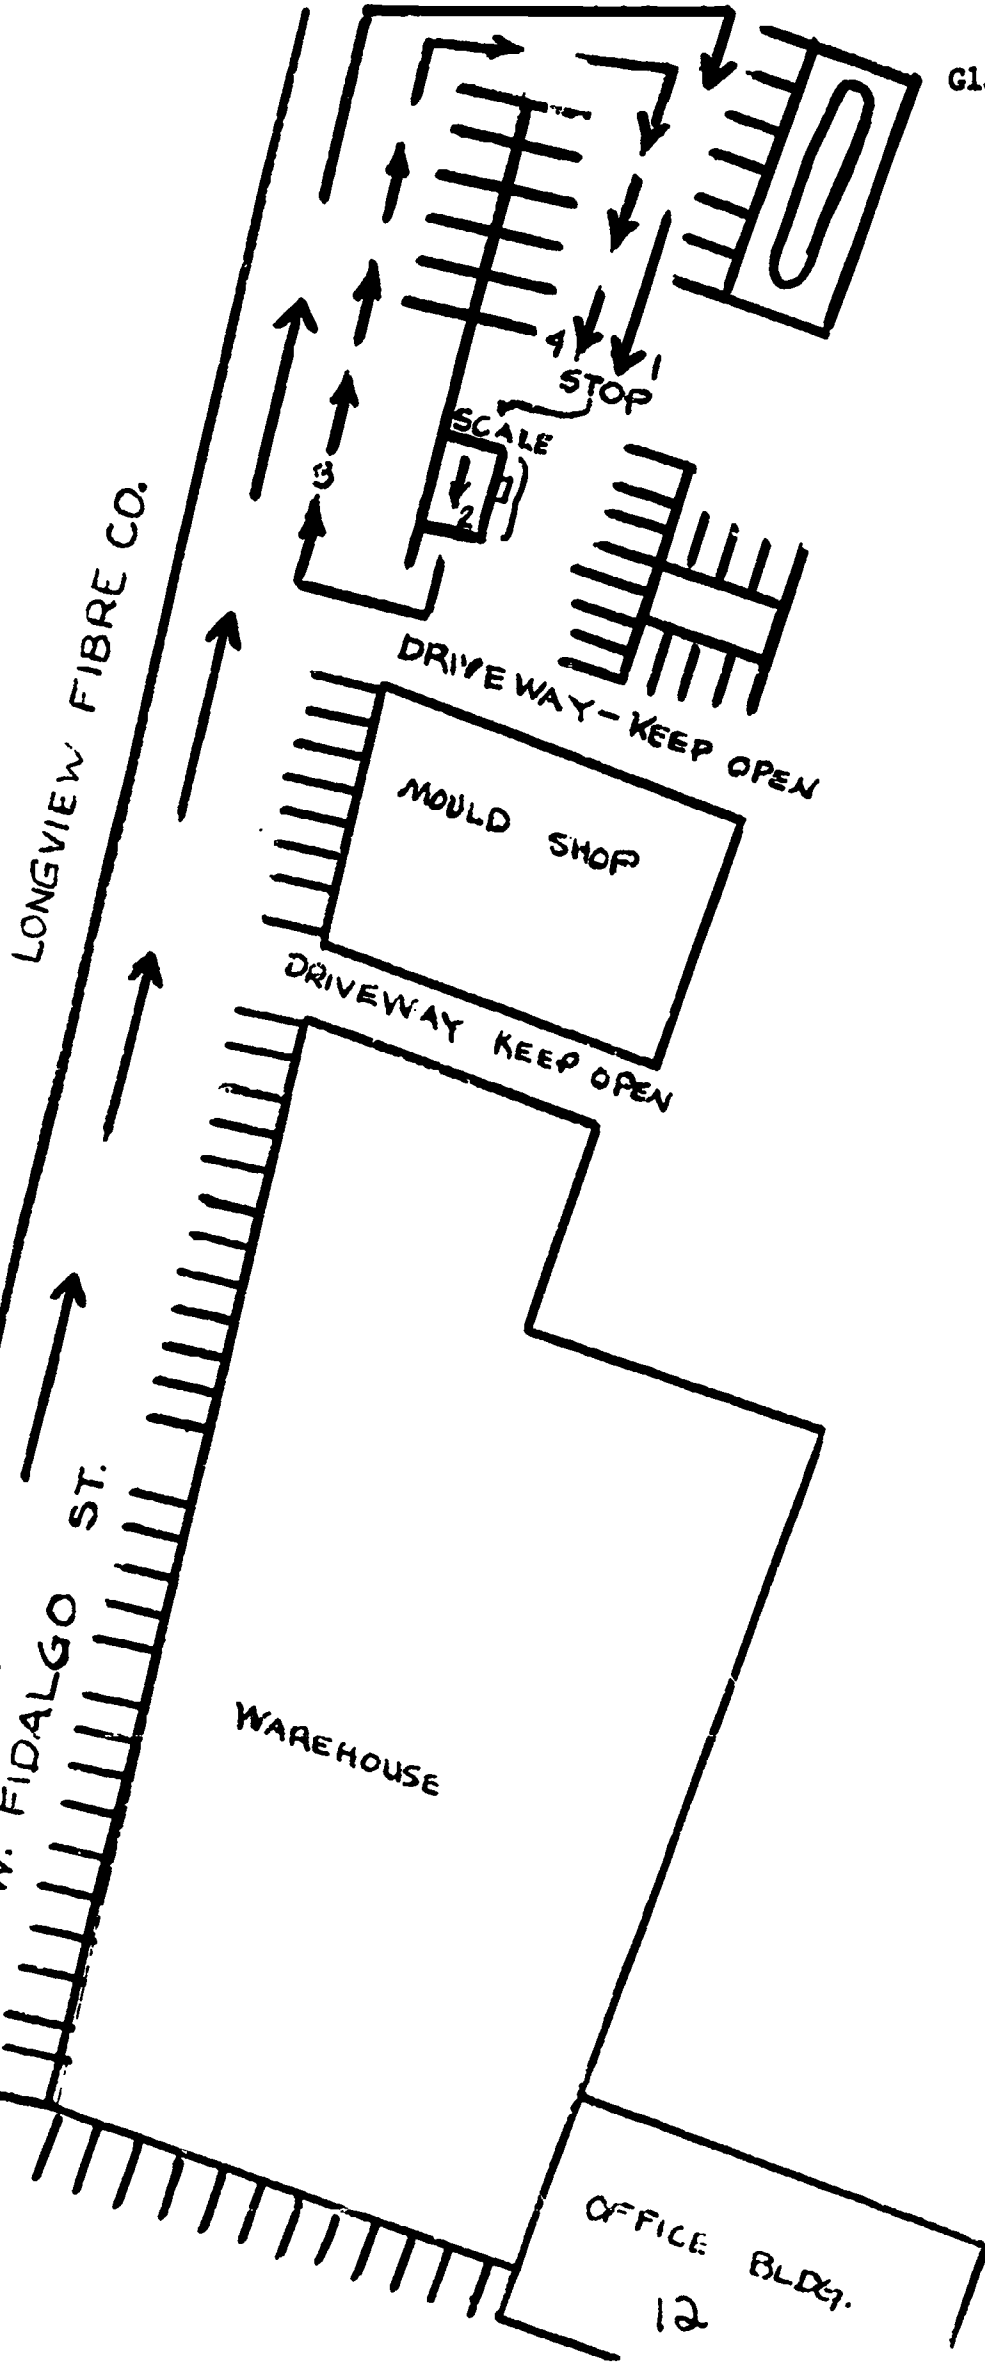 4
1
STOP
SCALE
2
3
LONGVIEW FIBRE CO.
DRIVEWAY - KEEP OPEN
MOULD SHOP
DRIVEWAY KEEP OPEN
FIDALGO ST.
WAREHOUSE
OFFICE BLDG.
12